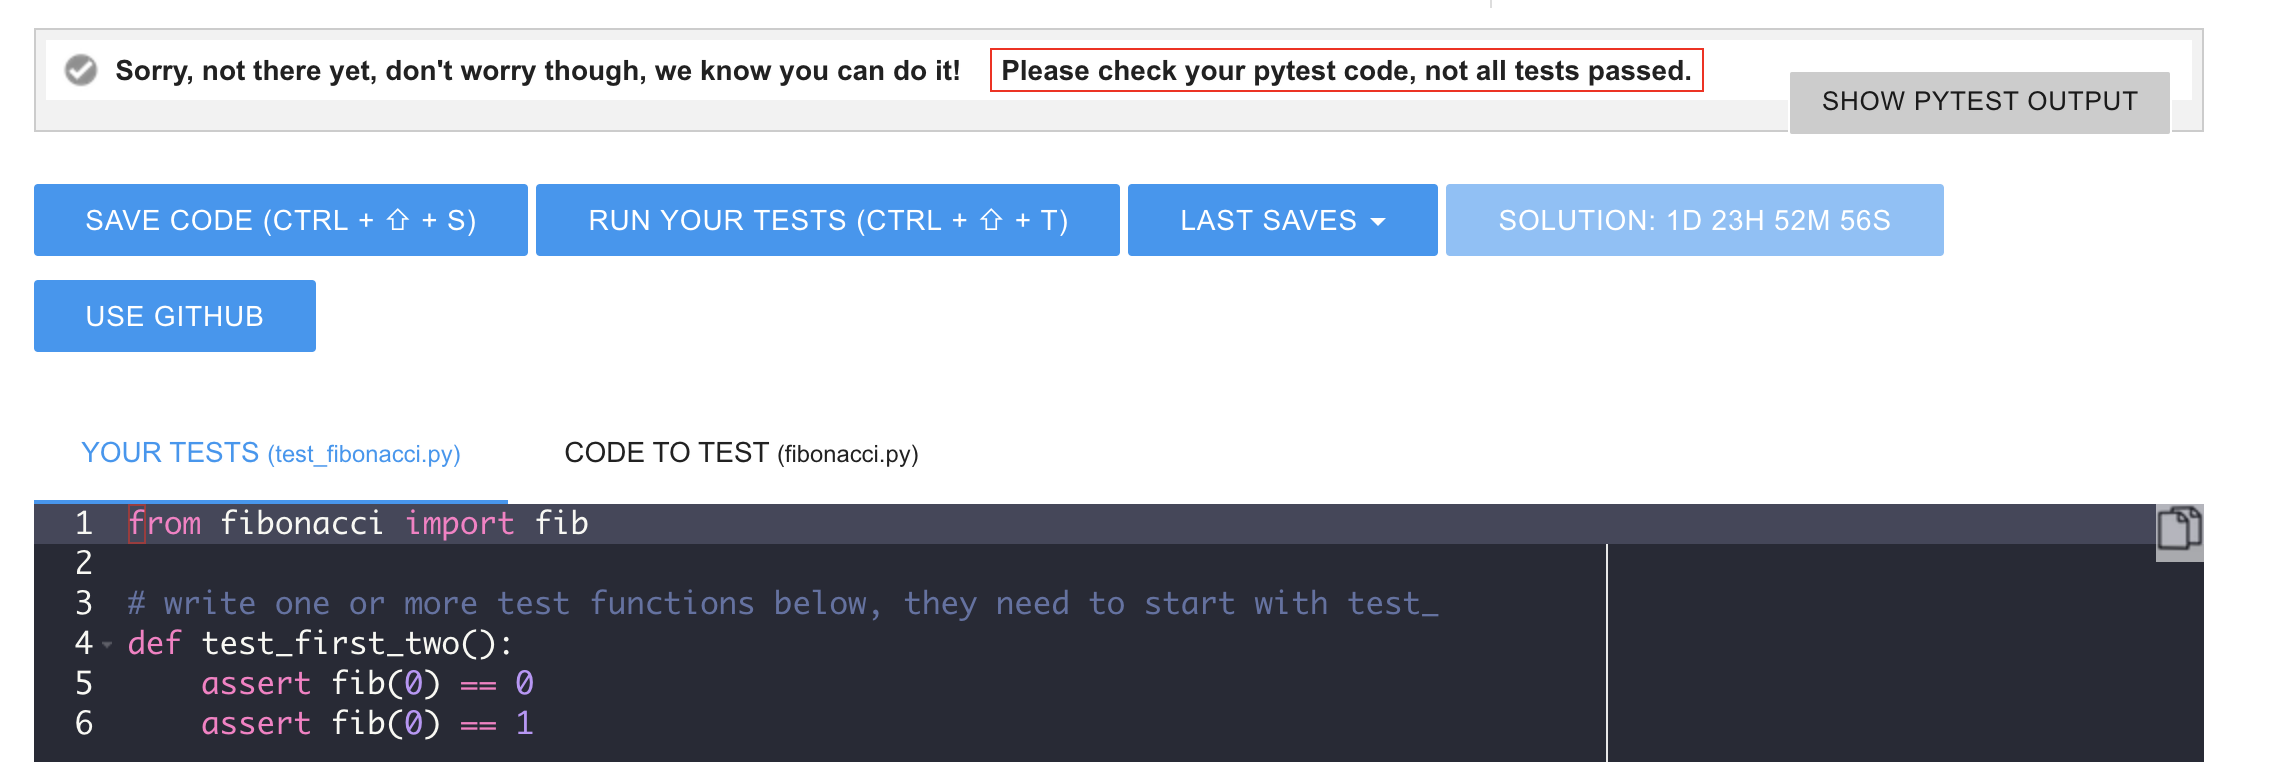 Sorry, not there yet, don't worry though, we know you can do it! Please check your pytest code, not all tests passed.
SHOW PYTEST OUTPUT
SAVE CODE (CTRL + ⇧ + S) RUN YOUR TESTS (CTRL + ⇧ + T) LAST SAVES SOLUTION: 1D 23H 52M 56S
USE GITHUB
YOUR TESTS (test_fibonacci.py) CODE TO TEST (fibonacci.py)
1 from fibonacci import fib
2
3 # write one or more test functions below, they need to start with test_
4 def test_first_two():
5     assert fib(0) == 0
6     assert fib(0) == 1